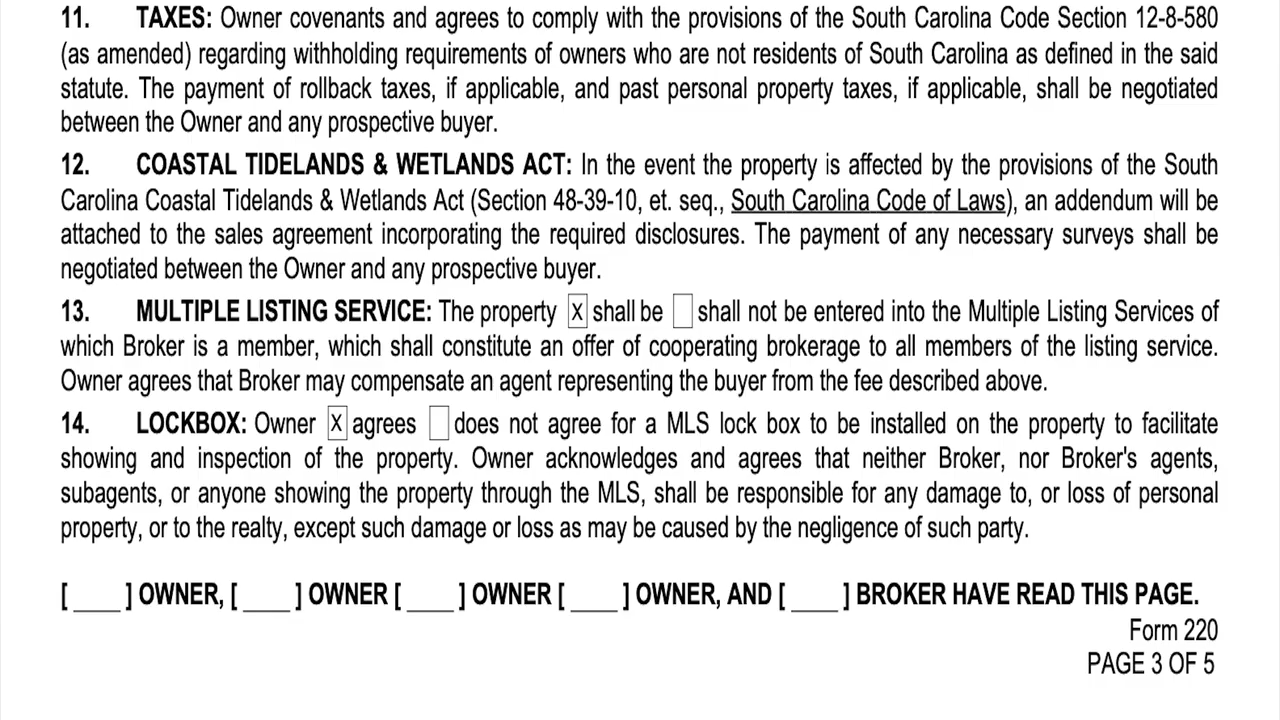 11. TAXES: Owner covenants and agrees to comply with the provisions of the South Carolina Code Section 12-8-580
(as amended) regarding withholding requirements of owners who are not residents of South Carolina as defined in the said
statute. The payment of rollback taxes, if applicable, and past personal property taxes, if applicable, shall be negotiated
between the Owner and any prospective buyer.
12. COASTAL TIDELANDS & WETLANDS ACT: In the event the property is affected by the provisions of the South
Carolina Coastal Tidelands & Wetlands Act (Section 48-39-10, et. seq., South Carolina Code of Laws), an addendum will be
attached to the sales agreement incorporating the required disclosures. The payment of any necessary surveys shall be
negotiated between the Owner and any prospective buyer.
13. MULTIPLE LISTING SERVICE: The property X shall be shall not be entered into the Multiple Listing Services of
which Broker is a member, which shall constitute an offer of cooperating brokerage to all members of the listing service.
Owner agrees that Broker may compensate an agent representing the buyer from the fee described above.
14. LOCKBOX: Owner X agrees does not agree for a MLS lock box to be installed on the property to facilitate
showing and inspection of the property. Owner acknowledges and agrees that neither Broker, nor Broker's agents,
subagents, or anyone showing the property through the MLS, shall be responsible for any damage to, or loss of personal
property, or to the realty, except such damage or loss as may be caused by the negligence of such party.
[ ____ ] OWNER, [ ____ ] OWNER [ ____ ] OWNER [ ____ ] OWNER, AND [ ____ ] BROKER HAVE READ THIS PAGE.
Form 220
PAGE 3 OF 5